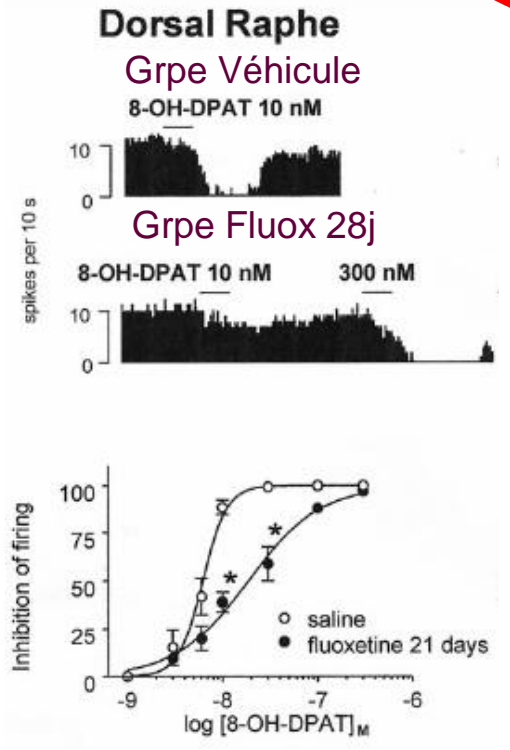 Dorsal Raphe
Grpe Véhicule
8-OH-DPAT 10 nM
10
0
spikes per 10 s
Grpe Fluox 28j
8-OH-DPAT 10 nM 300 nM
10
0
Inhibition of firing
100
75
50
25
0
*
*
saline
fluoxetine 21 days
-9 -8 -7 -6
log [8-OH-DPAT]M